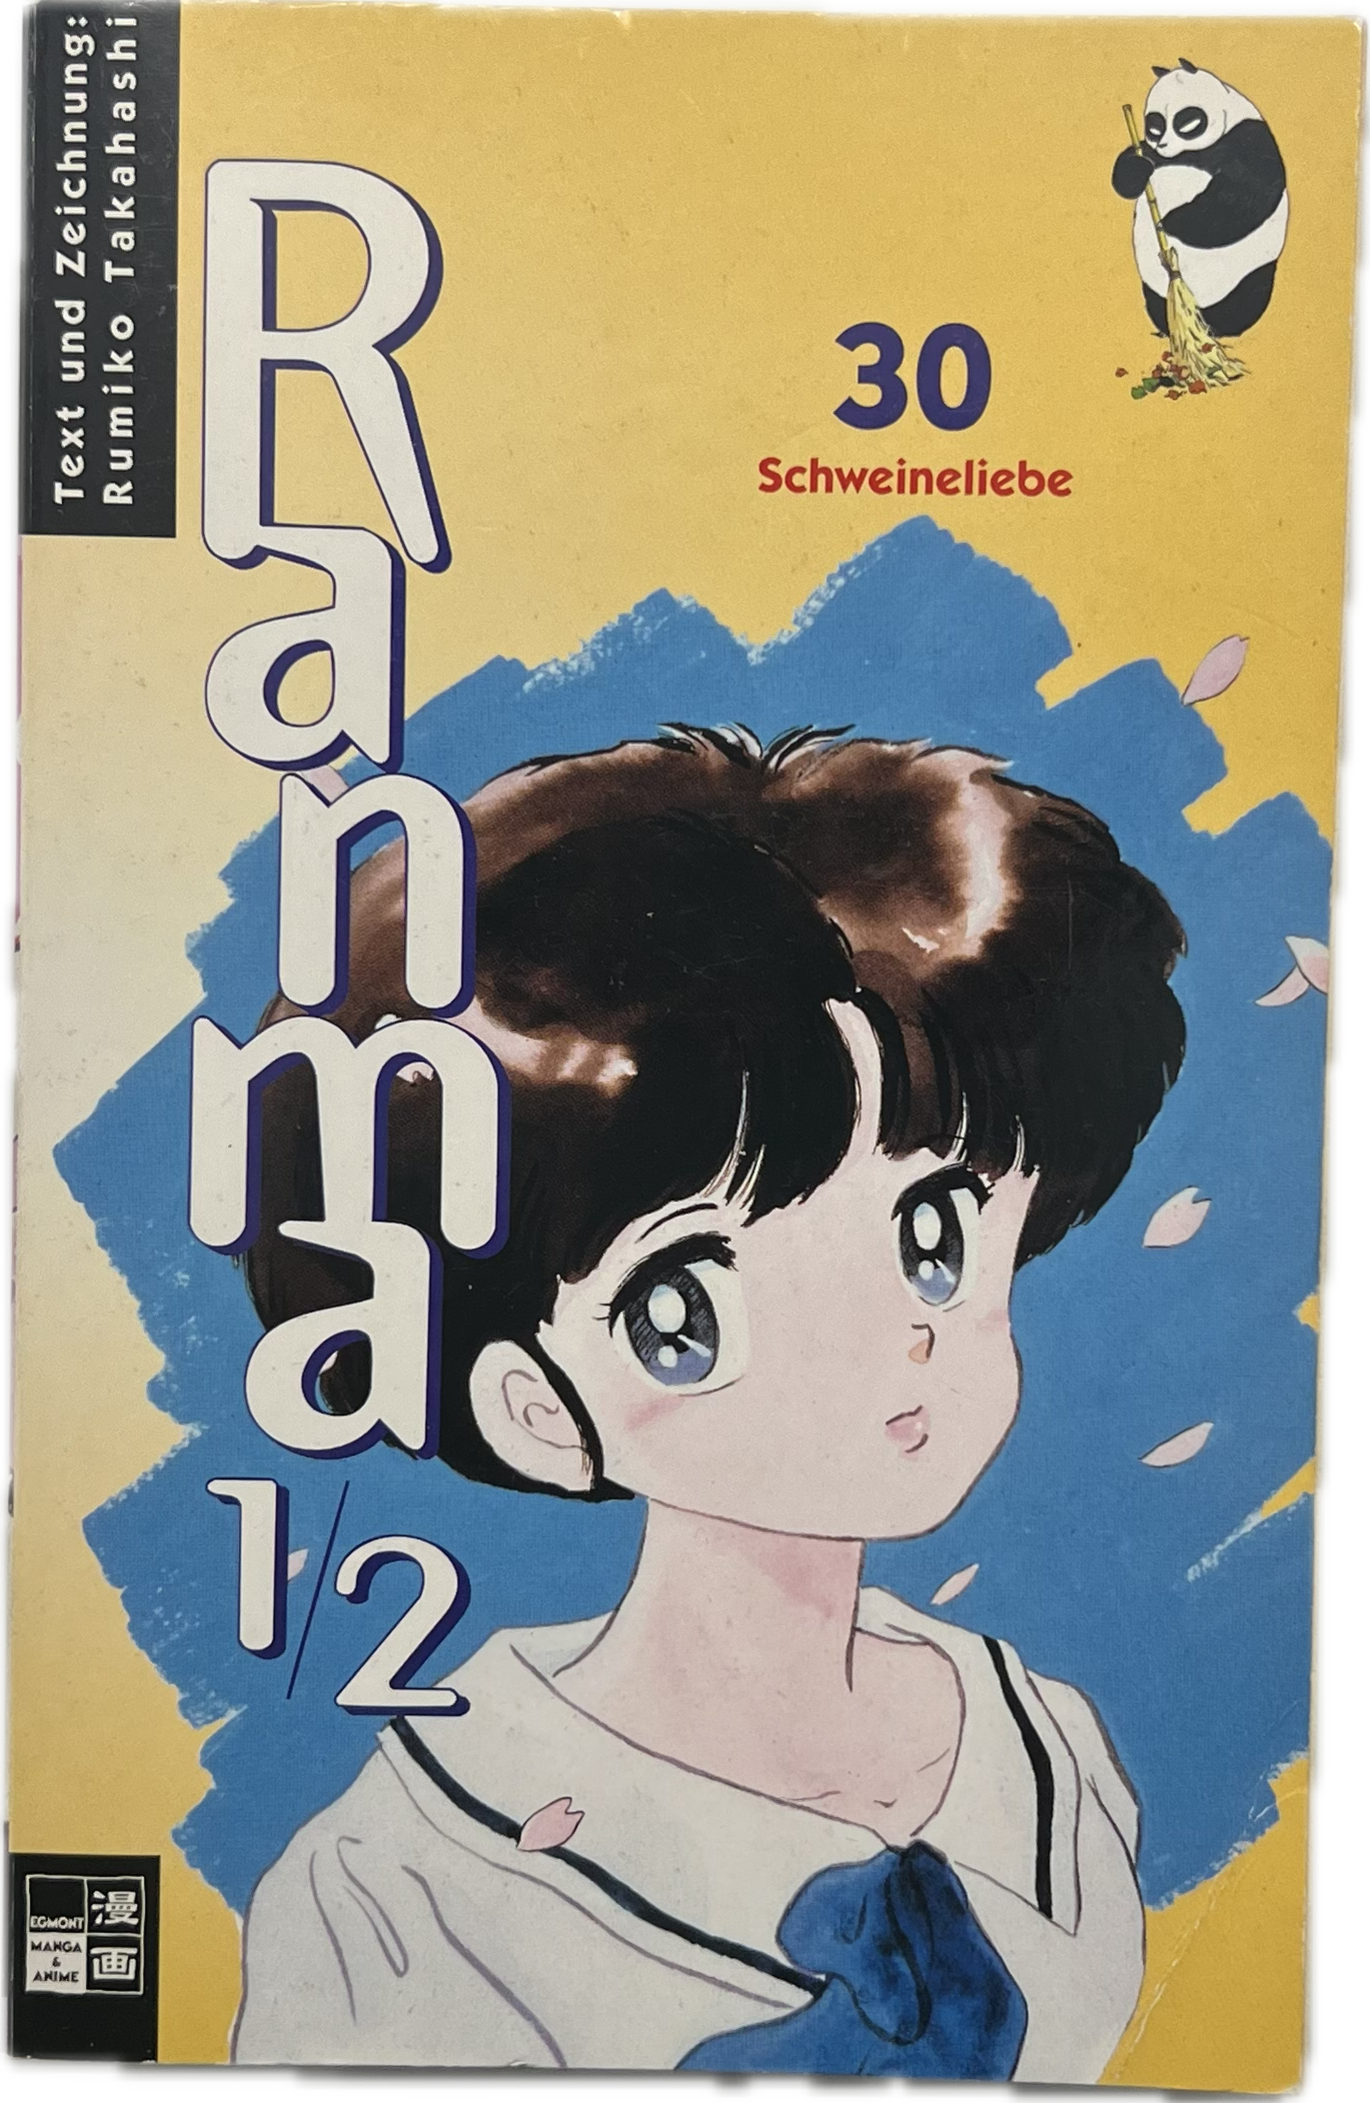 Text und Zeichnung:
Rumiko Takahashi
Ranma
1/2
30
Schweineliebe
EGMONT
MANGA
&
ANIME
漫
画